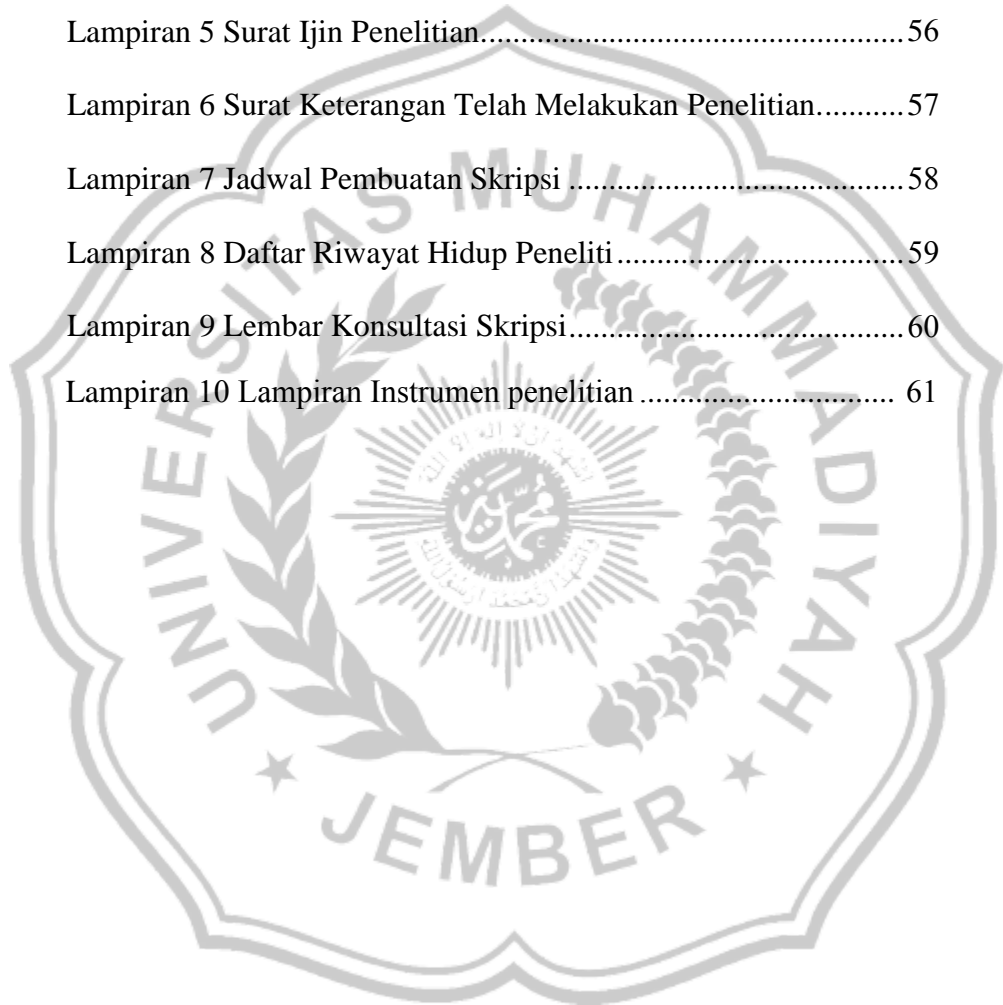 Lampiran 5 Surat Ijin Penelitian....................................................56
Lampiran 6 Surat Keterangan Telah Melakukan Penelitian...........57
Lampiran 7 Jadwal Pembuatan Skripsi .........................................58
Lampiran 8 Daftar Riwayat Hidup Peneliti...................................59
Lampiran 9 Lembar Konsultasi Skripsi.........................................60
Lampiran 10 Lampiran Instrumen penelitian ............................... 61
UNIVERSITAS MUHAMMADIYAH
JEMBER